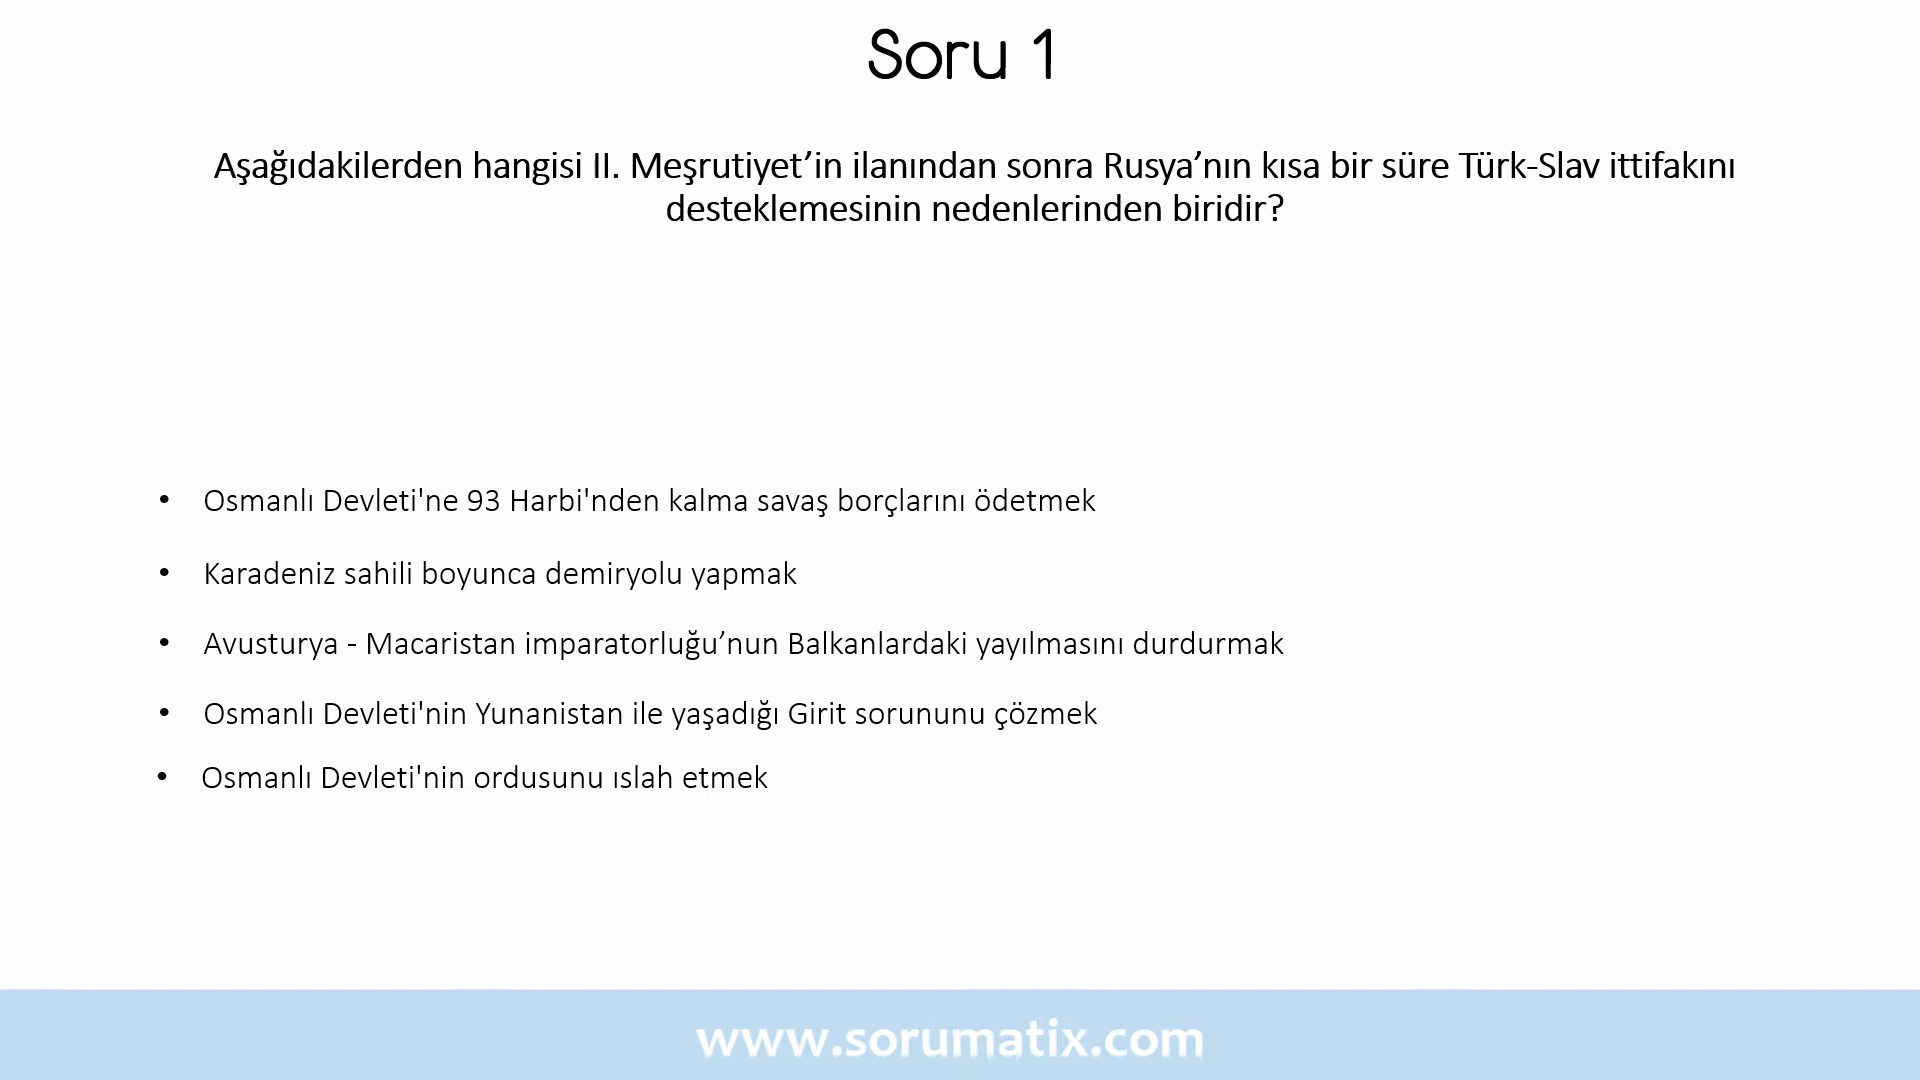 Soru 1
Aşağıdakilerden hangisi II. Meşrutiyet’in ilanından sonra Rusya’nın kısa bir süre Türk-Slav ittifakını
desteklemesinin nedenlerinden biridir?
• Osmanlı Devleti'ne 93 Harbi'nden kalma savaş borçlarını ödetmek
• Karadeniz sahili boyunca demiryolu yapmak
• Avusturya - Macaristan imparatorluğu’nun Balkanlardaki yayılmasını durdurmak
• Osmanlı Devleti'nin Yunanistan ile yaşadığı Girit sorununu çözmek
• Osmanlı Devleti'nin ordusunu ıslah etmek
www.sorumatix.com